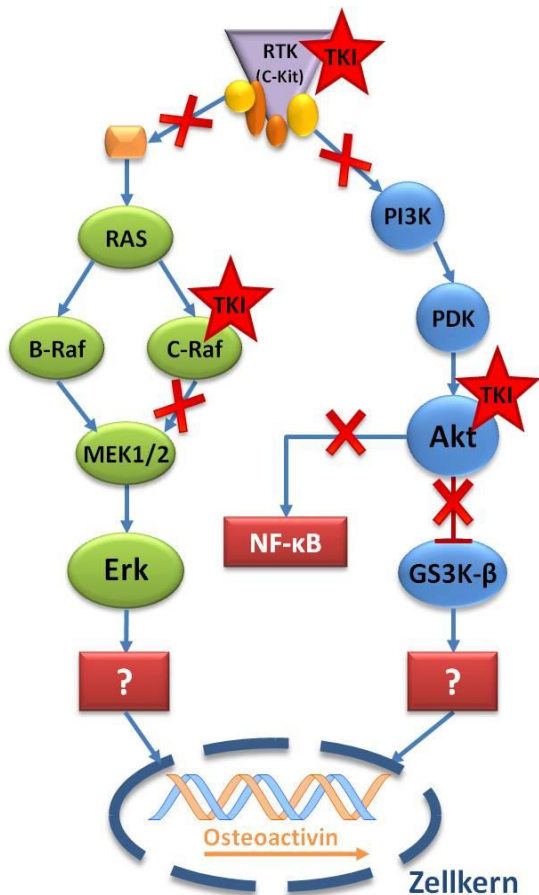 RTK
(C-Kit)
TKI
PI3K
RAS
PDK
TKI
B-Raf
C-Raf
TKI
Akt
MEK1/2
NF-κB
Erk
GS3K-β
?
?
Osteoactivin
Zellkern